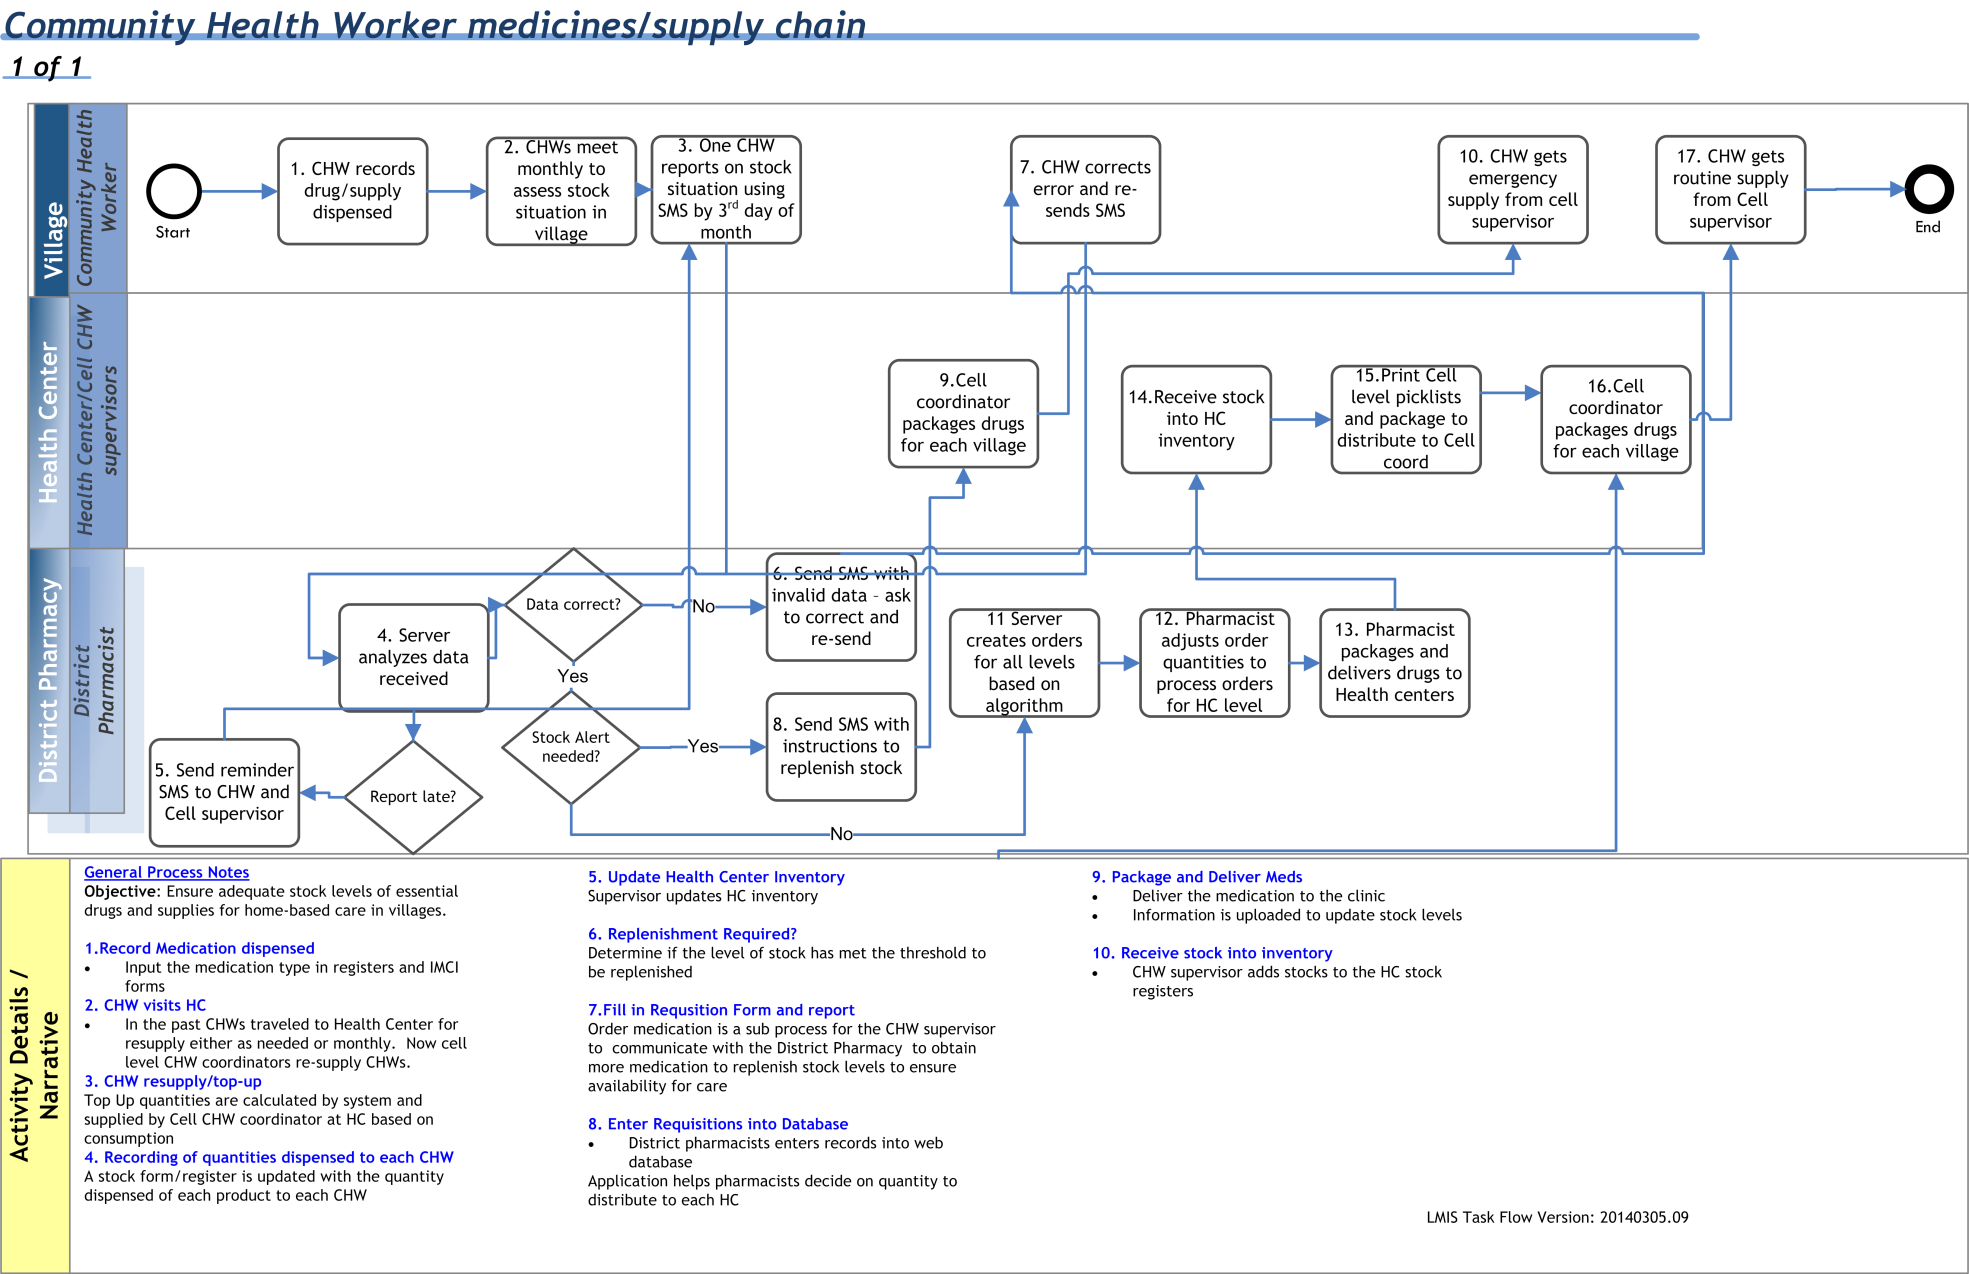 Community Health Worker medicines/supply chain
1 of 1
Village
Community Health
Worker
Start
1. CHW records
drug/supply
dispensed
2. CHWs meet
monthly to
assess stock
situation in
village
3. One CHW
reports on stock
situation using
SMS by 3rd day of
month
7. CHW corrects
error and re-
sends SMS
10. CHW gets
emergency
supply from cell
supervisor
17. CHW gets
routine supply
from Cell
supervisor
End
Health Center
Health Center/Cell CHW
supervisors
9.Cell
coordinator
packages drugs
for each village
14.Receive stock
into HC
inventory
15.Print Cell
level picklists
and package to
distribute to Cell
coord
16.Cell
coordinator
packages drugs
for each village
District Pharmacy
District
Pharmacist
4. Server
analyzes data
received
Data correct?
No
Yes
6. Send SMS with
invalid data – ask
to correct and
re-send
5. Send reminder
SMS to CHW and
Cell supervisor
Report late?
Stock Alert
needed?
Yes
No
8. Send SMS with
instructions to
replenish stock
11 Server
creates orders
for all levels
based on
algorithm
12. Pharmacist
adjusts order
quantities to
process orders
for HC level
13. Pharmacist
packages and
delivers drugs to
Health centers
Activity Details /
Narrative
General Process Notes
Objective: Ensure adequate stock levels of essential
drugs and supplies for home-based care in villages.
1.Record Medication dispensed
• Input the medication type in registers and IMCI
forms
2. CHW visits HC
• In the past CHWs traveled to Health Center for
resupply either as needed or monthly. Now cell
level CHW coordinators re-supply CHWs.
3. CHW resupply/top-up
Top Up quantities are calculated by system and
supplied by Cell CHW coordinator at HC based on
consumption
4. Recording of quantities dispensed to each CHW
A stock form/register is updated with the quantity
dispensed of each product to each CHW
5. Update Health Center Inventory
Supervisor updates HC inventory
6. Replenishment Required?
Determine if the level of stock has met the threshold to
be replenished
7.Fill in Requsition Form and report
Order medication is a sub process for the CHW supervisor
to communicate with the District Pharmacy to obtain
more medication to replenish stock levels to ensure
availability for care
8. Enter Requisitions into Database
• District pharmacists enters records into web
database
Application helps pharmacists decide on quantity to
distribute to each HC
9. Package and Deliver Meds
• Deliver the medication to the clinic
• Information is uploaded to update stock levels
10. Receive stock into inventory
• CHW supervisor adds stocks to the HC stock
registers
LMIS Task Flow Version: 20140305.09